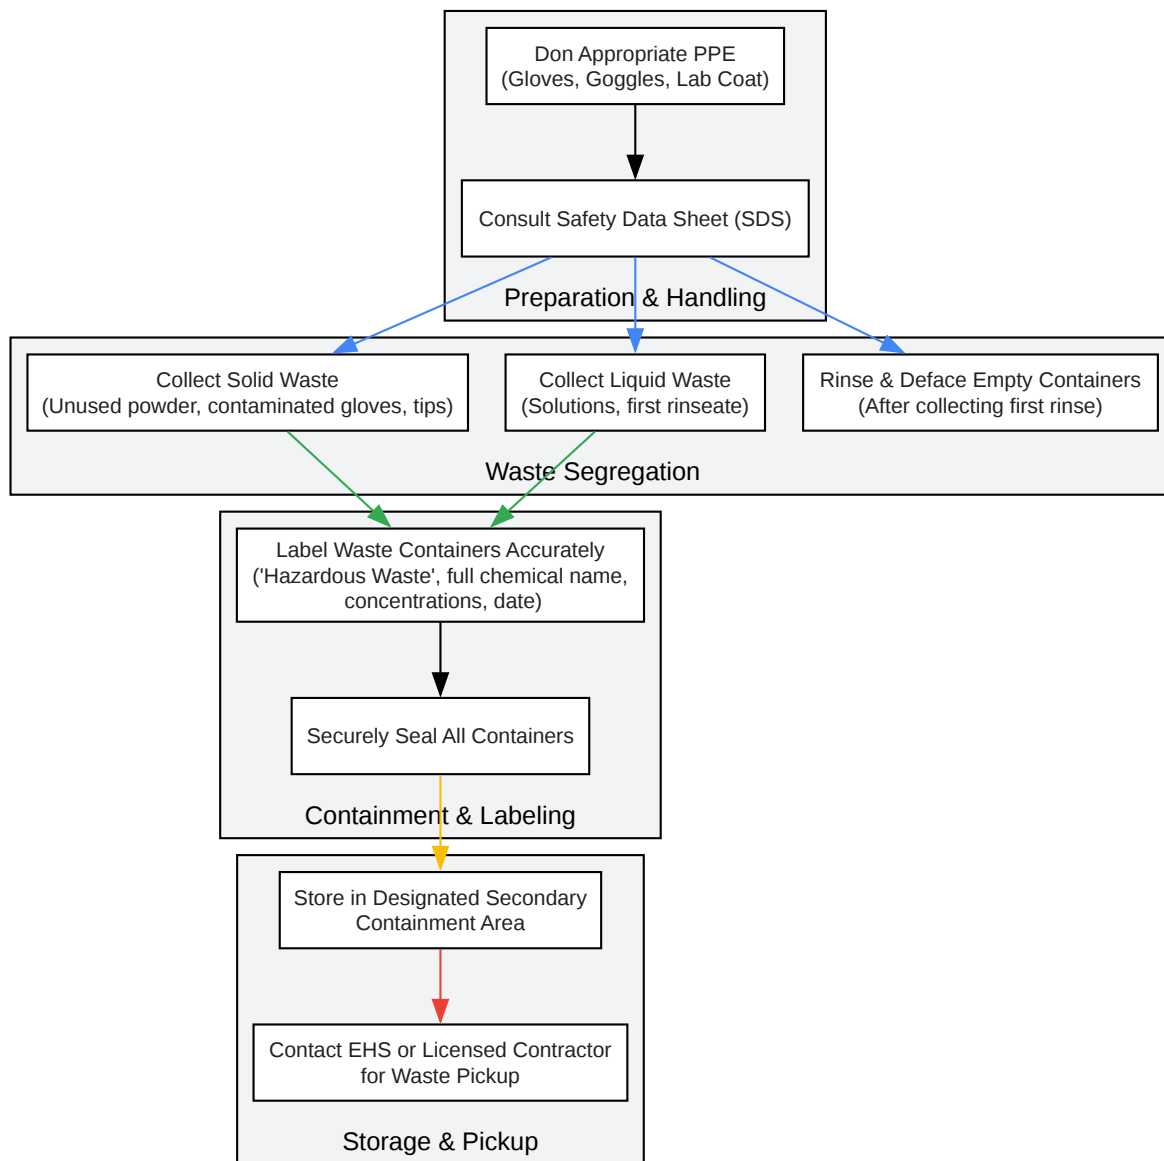 Don Appropriate PPE
(Gloves, Goggles, Lab Coat)
Consult Safety Data Sheet (SDS)
Preparation & Handling
Collect Solid Waste
(Unused powder, contaminated gloves, tips)
Collect Liquid Waste
(Solutions, first rinseate)
Rinse & Deface Empty Containers
(After collecting first rinse)
Waste Segregation
Label Waste Containers Accurately
('Hazardous Waste', full chemical name,
concentrations, date)
Securely Seal All Containers
Containment & Labeling
Store in Designated Secondary
Containment Area
Contact EHS or Licensed Contractor
for Waste Pickup
Storage & Pickup